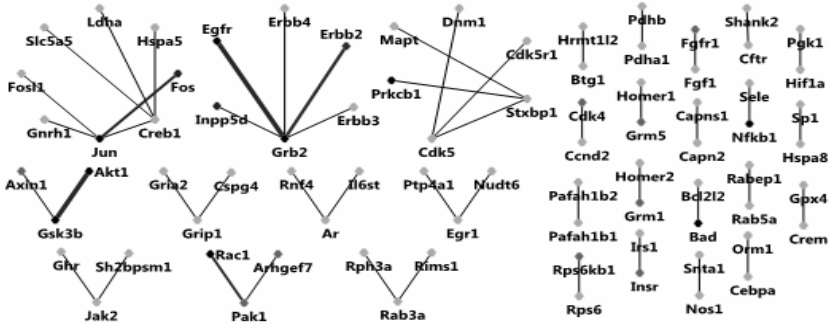 Ldha
Slc5a5
Hspa5
Fosl1
Fos
Gnrh1
Creb1
Jun
Erbb4
Egfr
Erbb2
Inpp5d
Erbb3
Grb2
Dnm1
Mapt
Cdk5r1
Prkcb1
Stxbp1
Cdk5
Axin1
Akt1
Gsk3b
Gria2
Cspg4
Grip1
Rnf4
Il6st
Ar
Ptp4a1
Nudt6
Egr1
Ghr
Sh2bpsm1
Jak2
Rac1
Arhgef7
Pak1
Rph3a
Rims1
Rab3a
Hrmt1l2
Btg1
Cdk4
Ccnd2
Pafah1b2
Pafah1b1
Rps6kb1
Rps6
Pdhb
Pdha1
Homer1
Grm5
Homer2
Grm1
Irs1
Insr
Fgfr1
Fgf1
Capns1
Capn2
Bcl2l2
Bad
Snta1
Nos1
Shank2
Cftr
Sele
Nfkb1
Rabep1
Rab5a
Orm1
Cebpa
Pgk1
Hif1a
Sp1
Hspa8
Gpx4
Crem